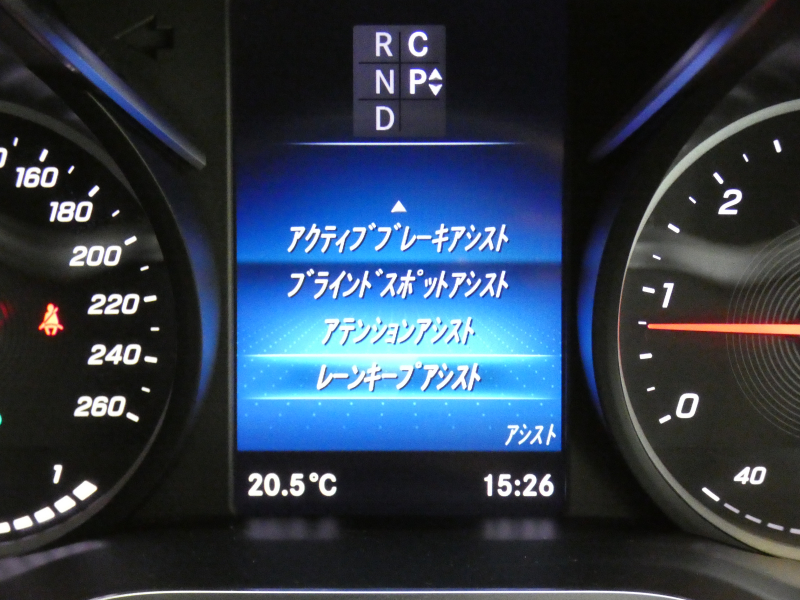 R C
N P
D
アクティブブレーキアシスト
ブラインドスポットアシスト
アテンションアシスト
レーンキープアシスト
アシスト
20.5℃
15:26
160
180
200
220
240
260
1
2
1
0
40